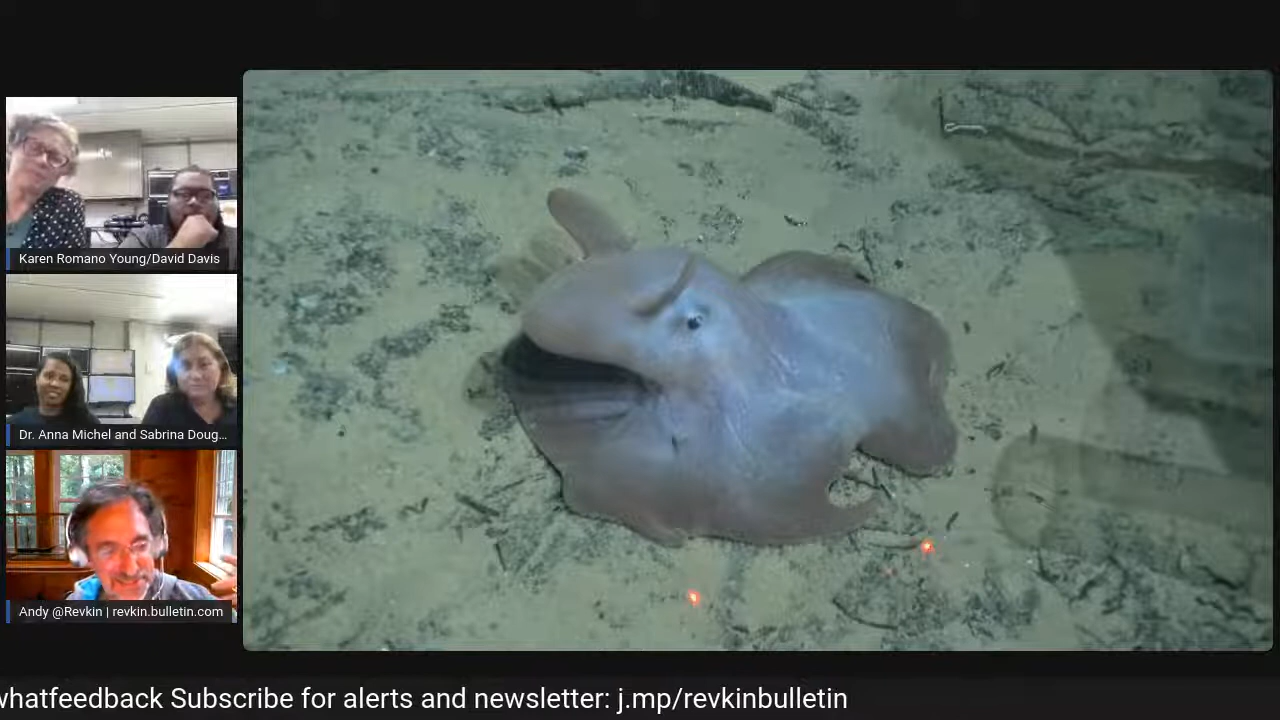 Karen Romano Young/David Davis
Dr. Anna Michel and Sabrina Doug...
Andy @Revkin | revkin.bulletin.com
whatfeedback Subscribe for alerts and newsletter: j.mp/revkinbulletin